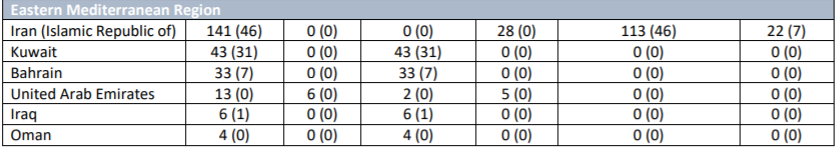 Eastern Mediterranean Region
Iran (Islamic Republic of) 141 (46) 0 (0) 0 (0) 28 (0) 113 (46) 22 (7)
Kuwait 43 (31) 0 (0) 43 (31) 0 (0) 0 (0) 0 (0)
Bahrain 33 (7) 0 (0) 33 (7) 0 (0) 0 (0) 0 (0)
United Arab Emirates 13 (0) 6 (0) 2 (0) 5 (0) 0 (0) 0 (0)
Iraq 6 (1) 0 (0) 6 (1) 0 (0) 0 (0) 0 (0)
Oman 4 (0) 0 (0) 4 (0) 0 (0) 0 (0) 0 (0)